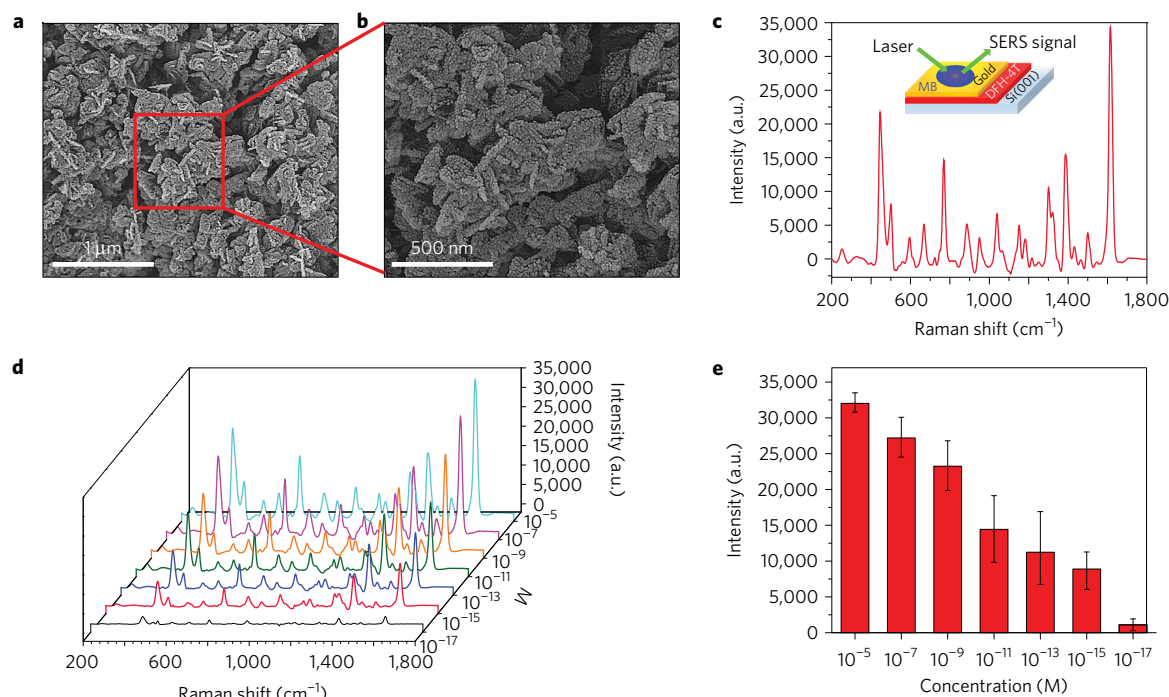 a
1 μm
b
500 nm
c
35,000
30,000
25,000
20,000
15,000
10,000
5,000
0
Intensity (a.u.)
200
600
1,000
1,400
1,800
Raman shift (cm⁻¹)
Laser
SERS signal
MB
Gold
DFH-4T
Si(001)
d
35,000
30,000
25,000
20,000
15,000
10,000
5,000
0
Intensity (a.u.)
10⁻⁵
10⁻⁷
10⁻⁹
10⁻¹¹
10⁻¹³
10⁻¹⁵
10⁻¹⁷
M
200
600
1,000
1,400
1,800
Raman shift (cm⁻¹)
e
35,000
30,000
25,000
20,000
15,000
10,000
5,000
0
Intensity (a.u.)
10⁻⁵
10⁻⁷
10⁻⁹
10⁻¹¹
10⁻¹³
10⁻¹⁵
10⁻¹⁷
Concentration (M)